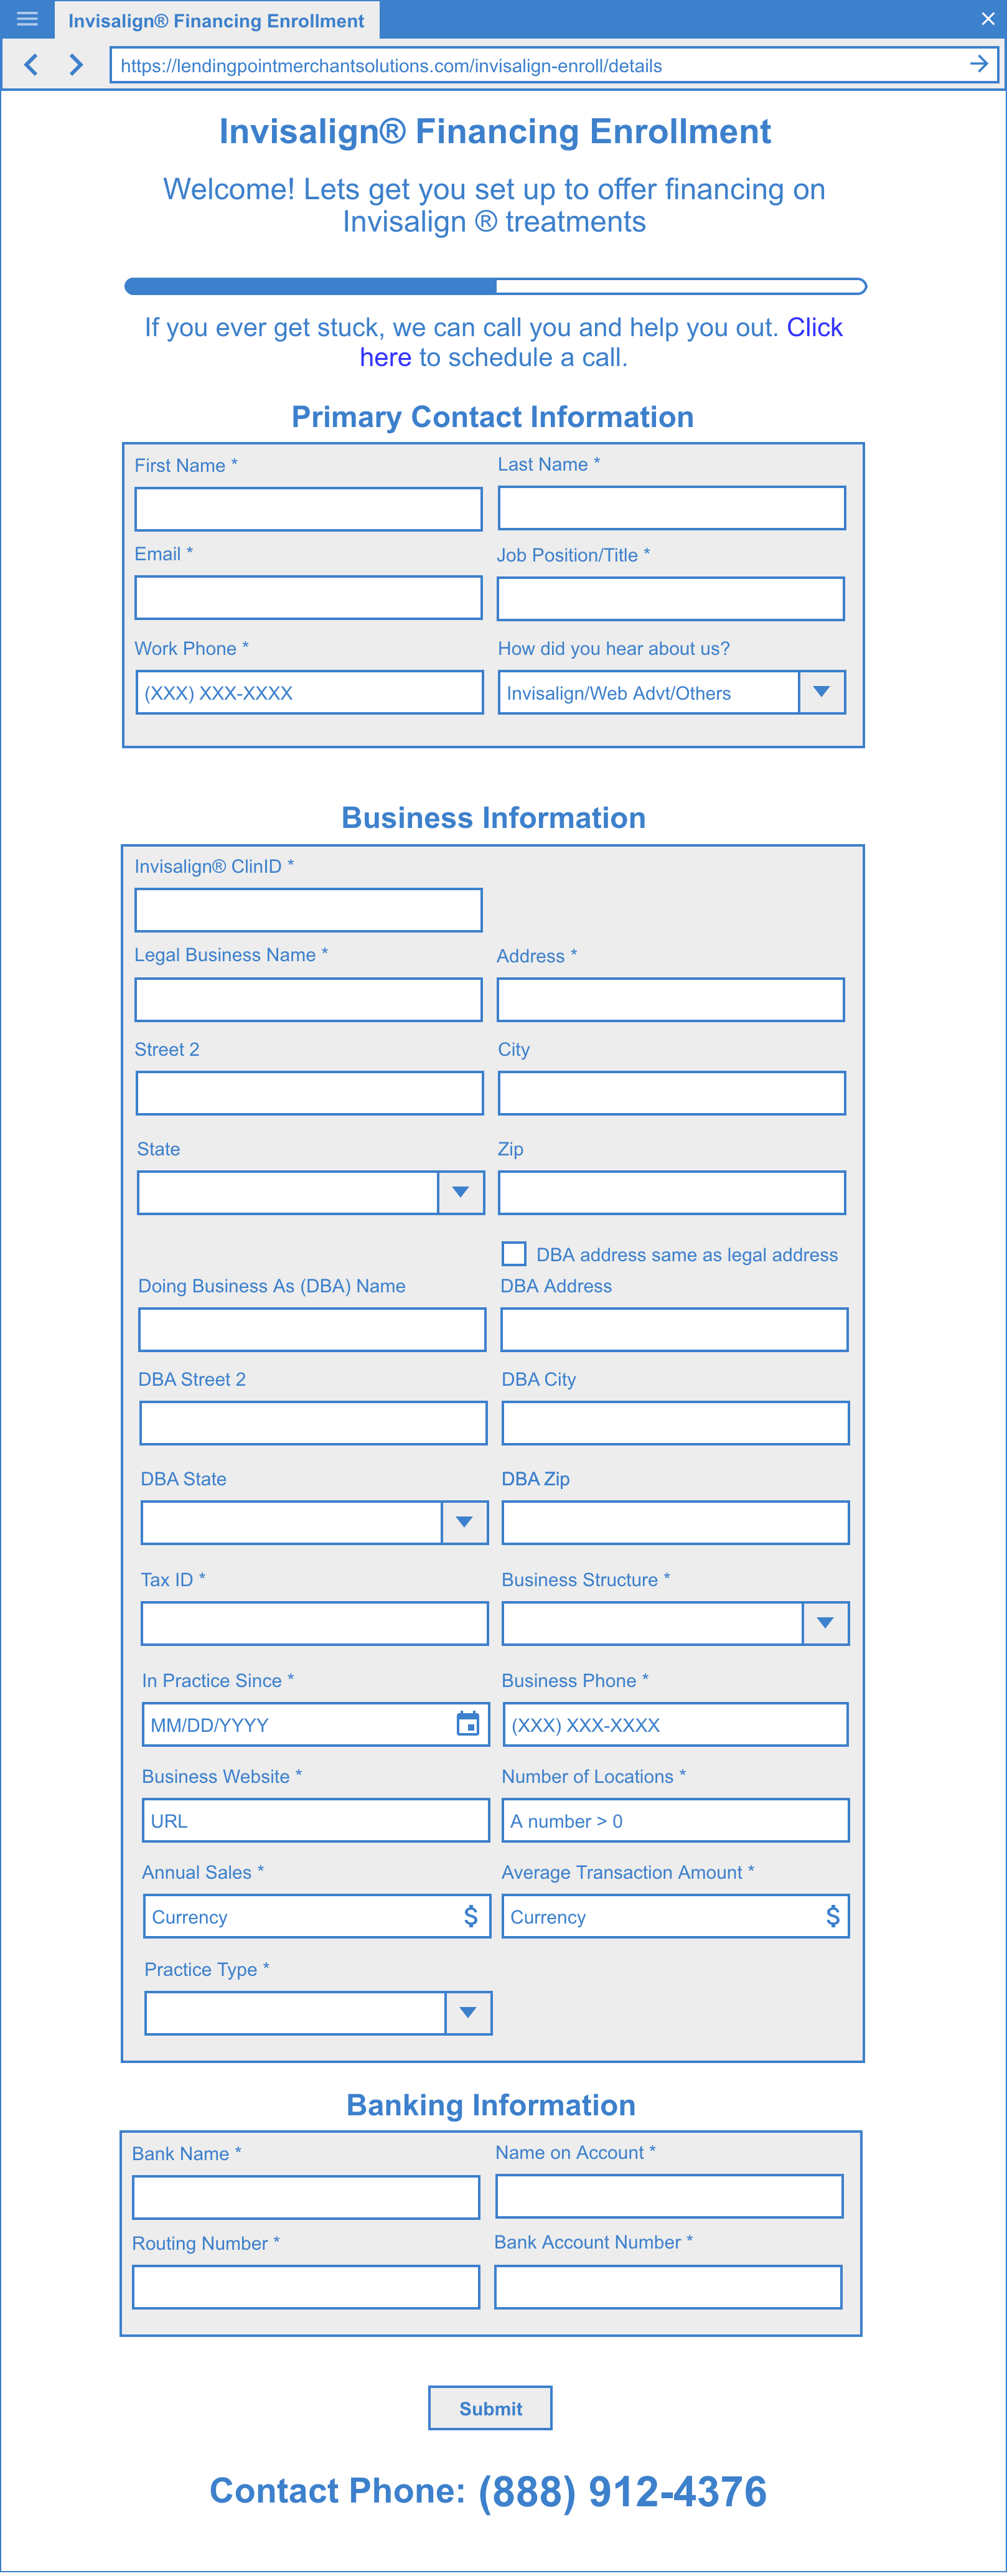 Invisalign® Financing Enrollment
https://lendingpointmerchantsolutions.com/invisalign-enroll/details
Invisalign® Financing Enrollment
Welcome! Lets get you set up to offer financing on
Invisalign ® treatments
If you ever get stuck, we can call you and help you out. Click
here to schedule a call.
Primary Contact Information
First Name * Last Name *
Email * Job Position/Title *
Work Phone * How did you hear about us?
(XXX) XXX-XXXX Invisalign/Web Advt/Others
Business Information
Invisalign® ClinID *
Legal Business Name * Address *
Street 2 City
State Zip
DBA address same as legal address
Doing Business As (DBA) Name DBA Address
DBA Street 2 DBA City
DBA State DBA Zip
Tax ID * Business Structure *
In Practice Since * Business Phone *
MM/DD/YYYY (XXX) XXX-XXXX
Business Website * Number of Locations *
URL A number > 0
Annual Sales * Average Transaction Amount *
Currency $ Currency $
Practice Type *
Banking Information
Bank Name * Name on Account *
Routing Number * Bank Account Number *
Submit
Contact Phone: (888) 912-4376